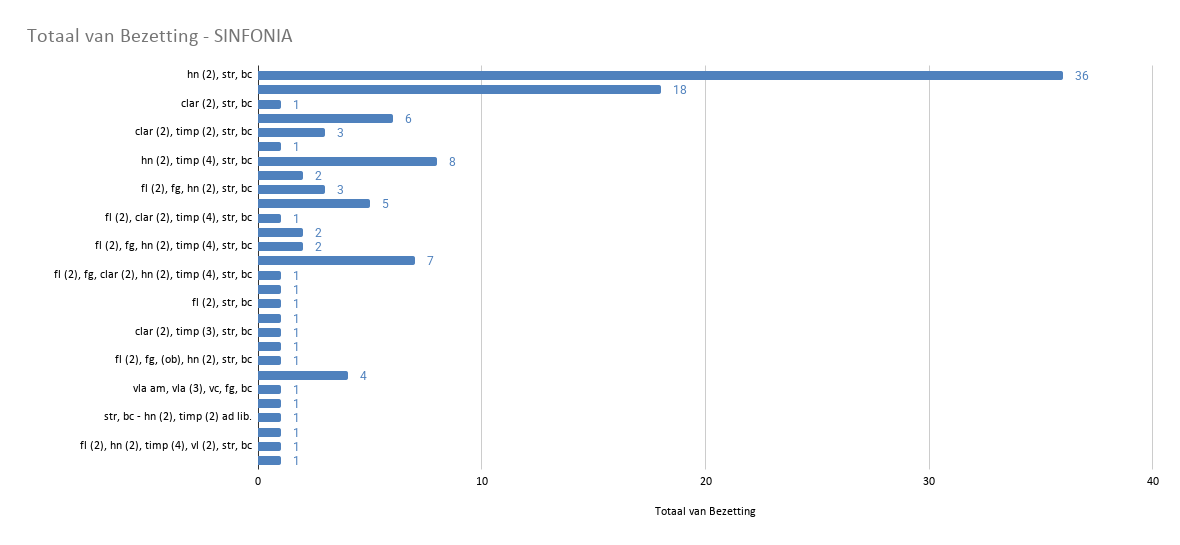 Totaal van Bezetting - SINFONIA
hn (2), str, bc 36
18
clar (2), str, bc 1
6
clar (2), timp (2), str, bc 3
1
hn (2), timp (4), str, bc 8
2
fl (2), fg, hn (2), str, bc 3
5
fl (2), clar (2), timp (4), str, bc 1
2
fl (2), fg, hn (2), timp (4), str, bc 2
7
fl (2), fg, clar (2), hn (2), timp (4), str, bc 1
1
fl (2), str, bc 1
1
clar (2), timp (3), str, bc 1
1
fl (2), fg, (ob), hn (2), str, bc 1
4
vla am, vla (3), vc, fg, bc 1
1
str, bc - hn (2), timp (2) ad lib. 1
1
fl (2), hn (2), timp (4), vl (2), str, bc 1
1
0 10 20 30 40
Totaal van Bezetting